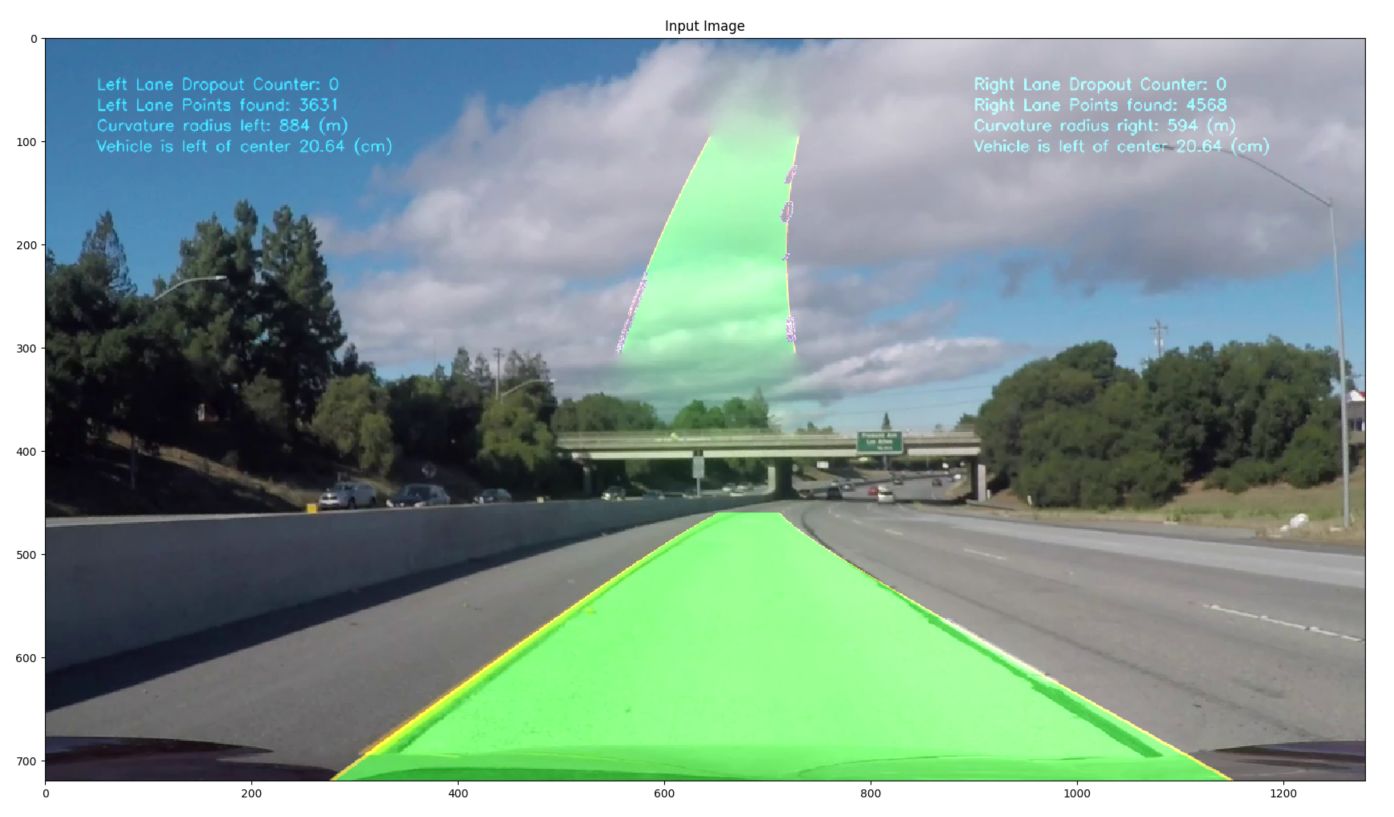 Input Image
Left Lane Dropout Counter: 0
Left Lane Points found: 3631
Curvature radius left: 884 (m)
Vehicle is left of center 20.64 (cm)
Right Lane Dropout Counter: 0
Right Lane Points found: 4568
Curvature radius right: 594 (m)
Vehicle is left of center 20.64 (cm)
0
100
200
300
400
500
600
700
0
200
400
600
800
1000
1200